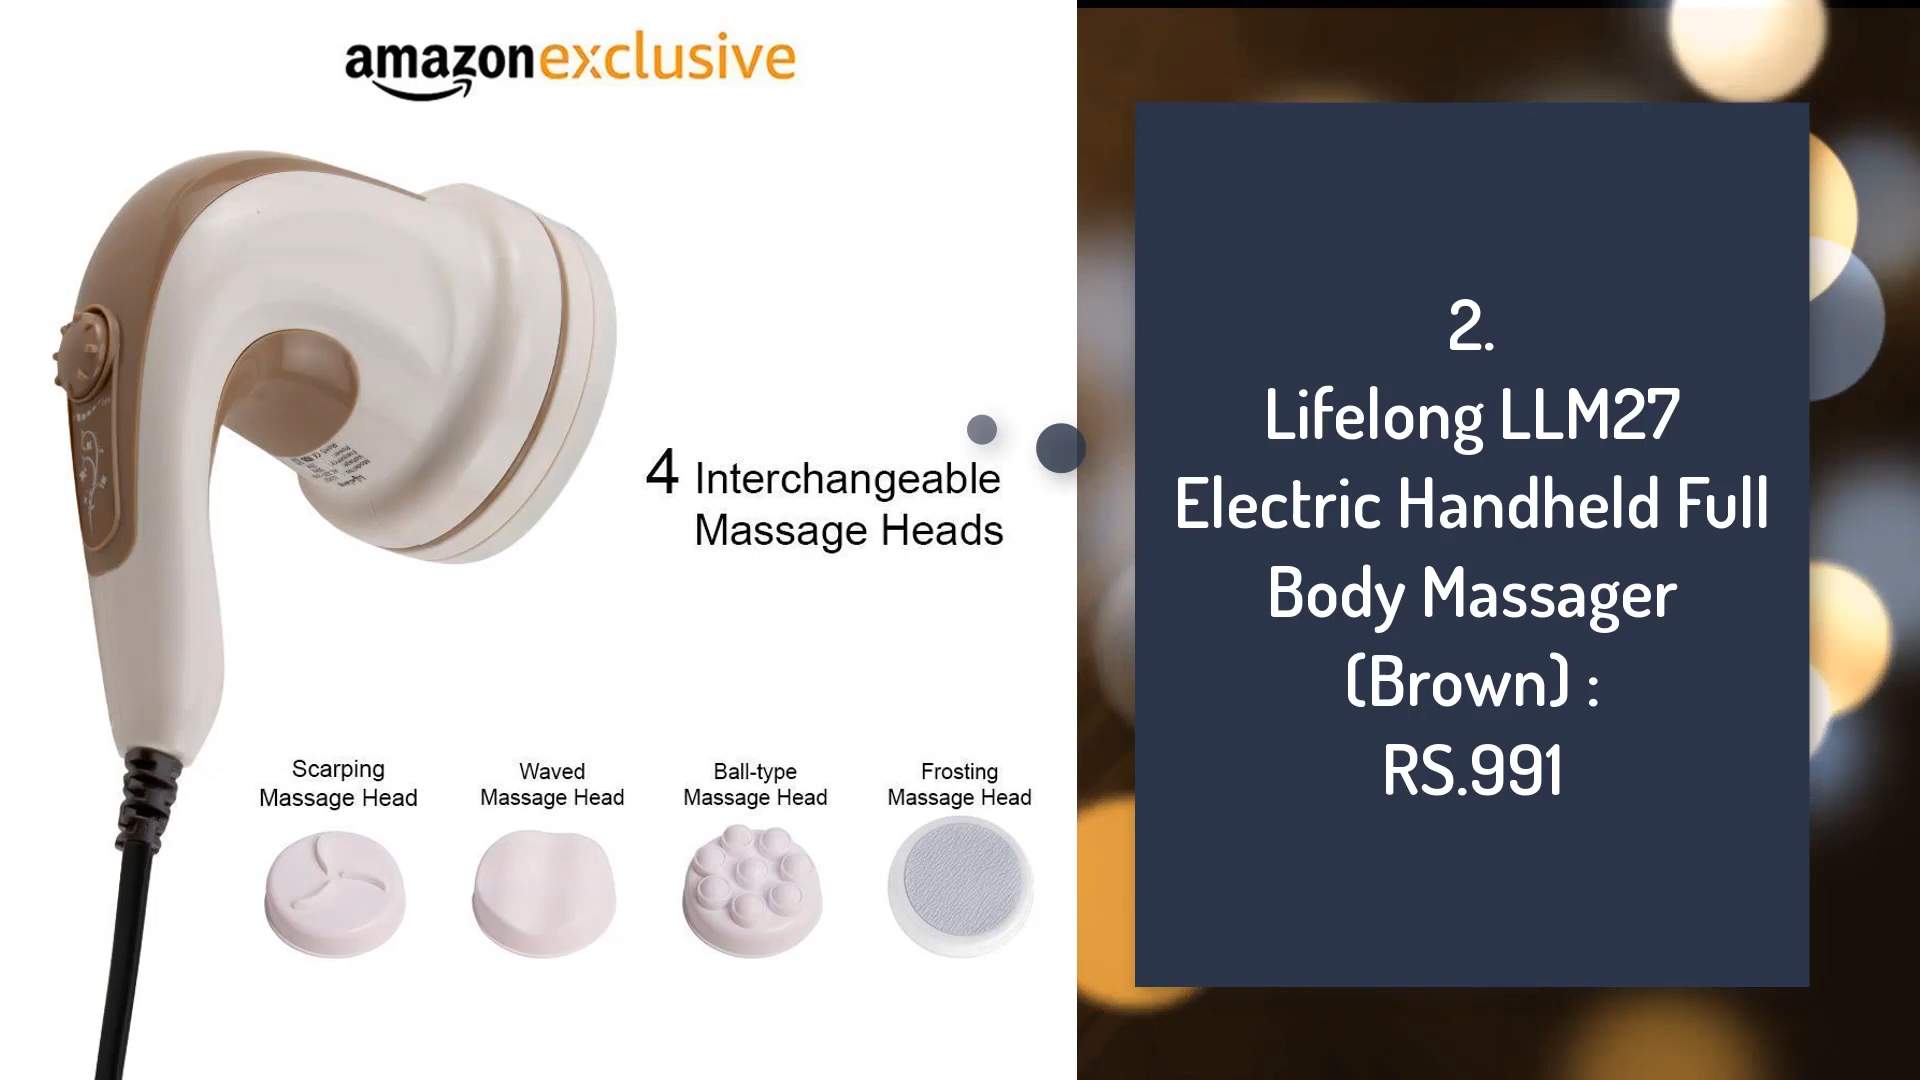 amazonexclusive
4 Interchangeable
Massage Heads
Scarping
Massage Head
Waved
Massage Head
Ball-type
Massage Head
Frosting
Massage Head
2.
Lifelong LLM27
Electric Handheld Full
Body Massager
(Brown) :
RS.991